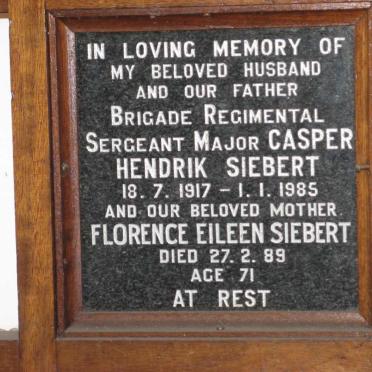 IN LOVING MEMORY OF
MY BELOVED HUSBAND
AND OUR FATHER
BRIGADE REGIMENTAL
SERGEANT MAJOR CASPER
HENDRIK SIEBERT
18. 7. 1917 – 1. 1. 1985
AND OUR BELOVED MOTHER
FLORENCE EILEEN SIEBERT
DIED 27. 2. 89
AGE 71
AT REST